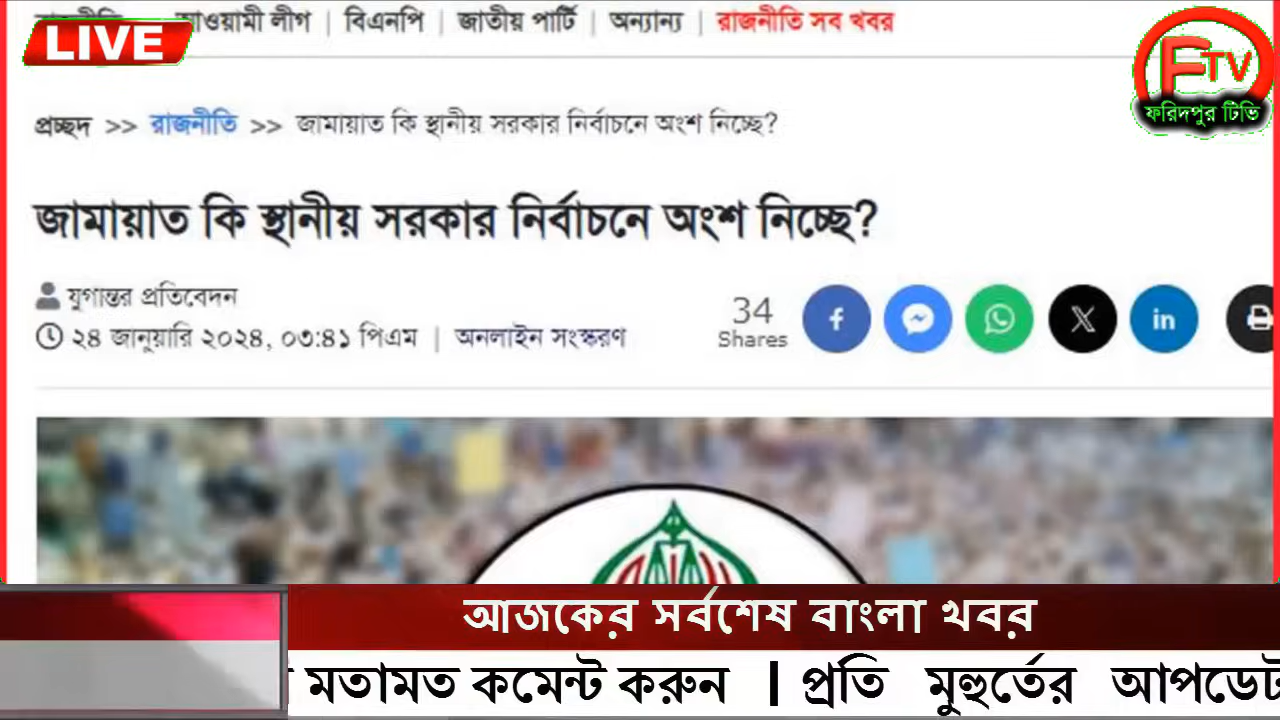 LIVE
আওয়ামী লীগ | বিএনপি | জাতীয় পার্টি | অন্যান্য | রাজনীতি সব খবর
FTV
ফরিদপুর টিভি
প্রচ্ছদ >> রাজনীতি >> জামায়াত কি স্থানীয় সরকার নির্বাচনে অংশ নিচ্ছে?
জামায়াত কি স্থানীয় সরকার নির্বাচনে অংশ নিচ্ছে?
যুগান্তর প্রতিবেদন
২৪ জানুয়ারি ২০২৪, ০৩:৪১ পিএম | অনলাইন সংস্করণ
34
Shares
আজকের সর্বশেষ বাংলা খবর
মতামত কমেন্ট করুন | প্রতি মুহুর্তের আপডেট